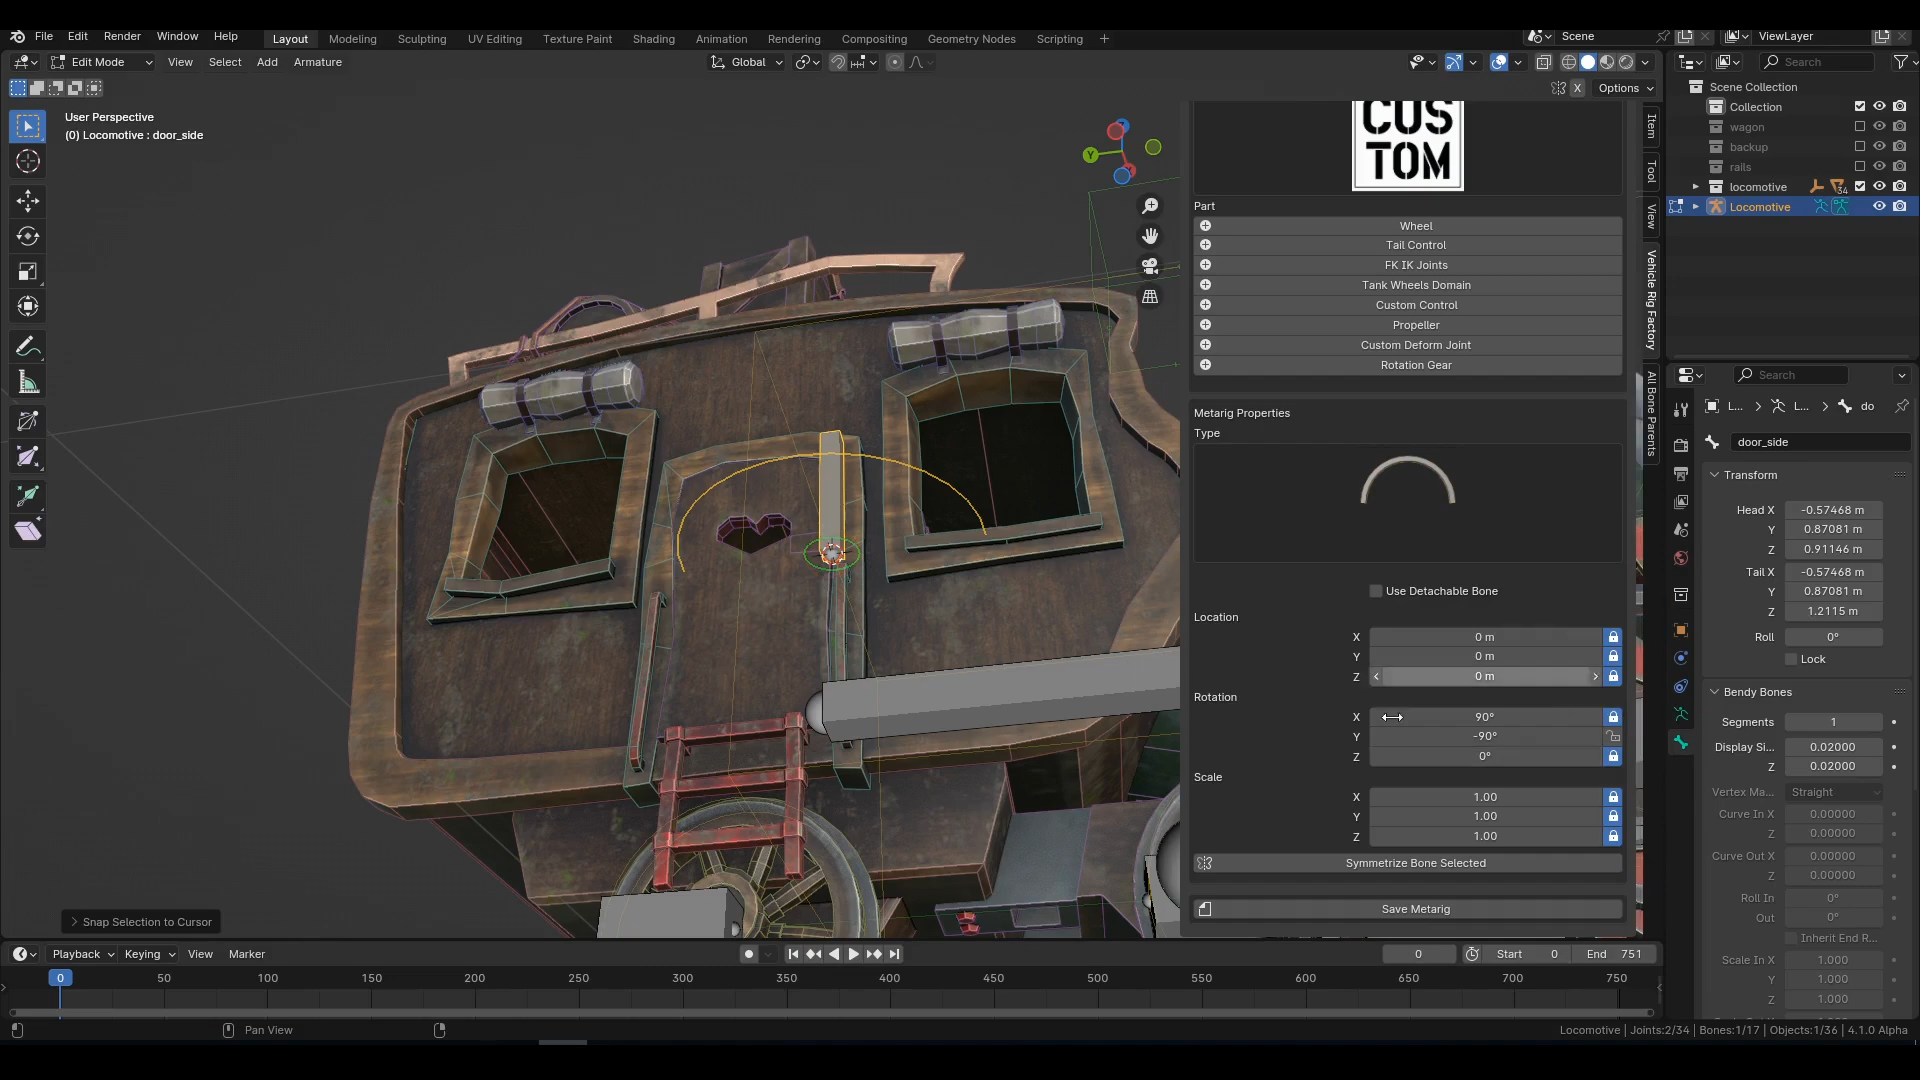 File Edit Render Window Help Layout Modeling Sculpting UV Editing Texture Paint Shading Animation Rendering Compositing Geometry Nodes Scripting + Scene ViewLayer
Edit Mode View Select Add Armature Global Search
X Options
Scene Collection
Collection
wagon
backup
rails
locomotive 34
Locomotive
User Perspective
(0) Locomotive : door_side
Y
CUS
TOM
Part
Wheel
Tail Control
FK IK Joints
Tank Wheels Domain
Custom Control
Propeller
Custom Deform Joint
Rotation Gear
Metarig Properties
Type
Use Detachable Bone
Location
X 0 m
Y 0 m
Z 0 m
Rotation
X 90°
Y -90°
Z 0°
Scale
X 1.00
Y 1.00
Z 1.00
Symmetrize Bone Selected
Save Metarig
Item
Tool
View
Vehicle Rig Factory
All Bone Parents
Search
L... L... do
door_side
Transform
Head X -0.57468 m
Y 0.87081 m
Z 0.91146 m
Tail X -0.57468 m
Y 0.87081 m
Z 1.2115 m
Roll 0°
Lock
Bendy Bones
Segments 1
Display Si... 0.02000
Z 0.02000
Vertex Ma... Straight
Curve In X 0.00000
Z 0.00000
Curve Out X 0.00000
Z 0.00000
Roll In 0°
Out 0°
Inherit End R...
Scale In X 1.000
Y 1.000
Z 1.000
Snap Selection to Cursor
Playback Keying View Marker 0 Start 0 End 751
0 50 100 150 200 250 300 350 400 450 500 550 600 650 700 750
Pan View
Locomotive | Joints:2/34 | Bones:1/17 | Objects:1/36 | 4.1.0 Alpha